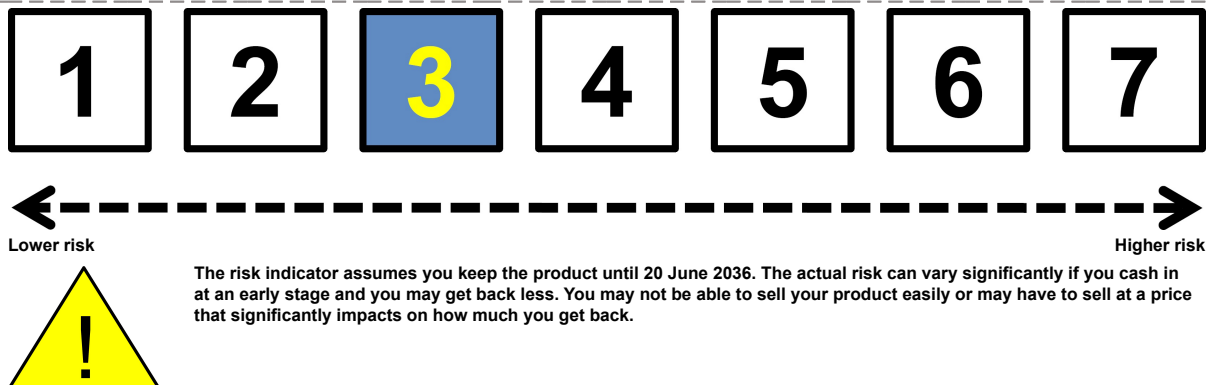 1 2 3 4 5 6 7
Lower risk Higher risk
The risk indicator assumes you keep the product until 20 June 2036. The actual risk can vary significantly if you cash in
at an early stage and you may get back less. You may not be able to sell your product easily or may have to sell at a price
that significantly impacts on how much you get back.
!